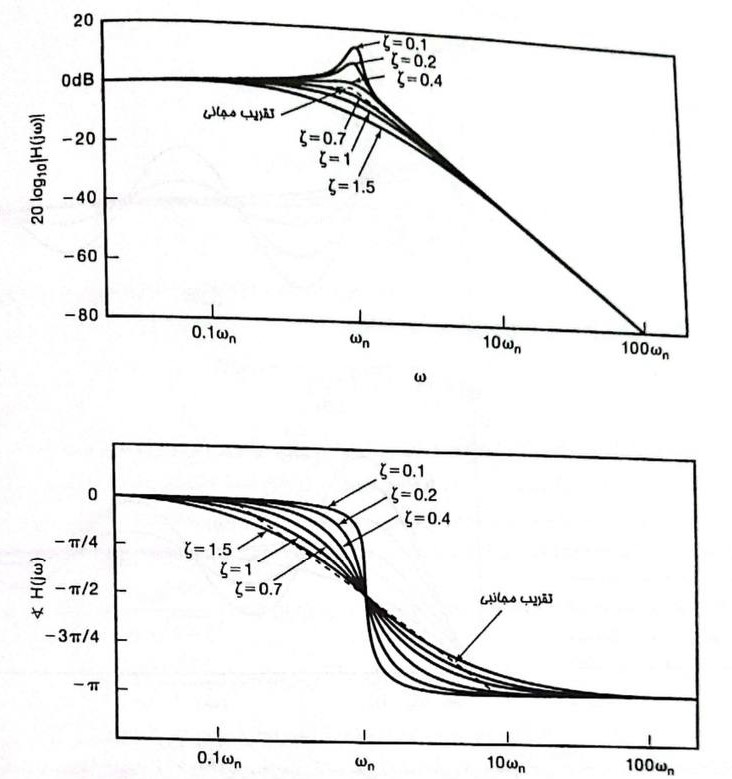 20
0dB
-20
-40
-60
-80
20 log₁₀|H(jω)|
ζ=0.1
ζ=0.2
ζ=0.4
تقریب مجانی
ζ=0.7
ζ=1
ζ=1.5
0.1ωₙ
ωₙ
10ωₙ
100ωₙ
ω
0
-π/4
-π/2
-3π/4
-π
∢ H(jω)
ζ=0.1
ζ=0.2
ζ=0.4
ζ=1.5
ζ=1
ζ=0.7
تقریب مجانبی
0.1ωₙ
ωₙ
10ωₙ
100ωₙ